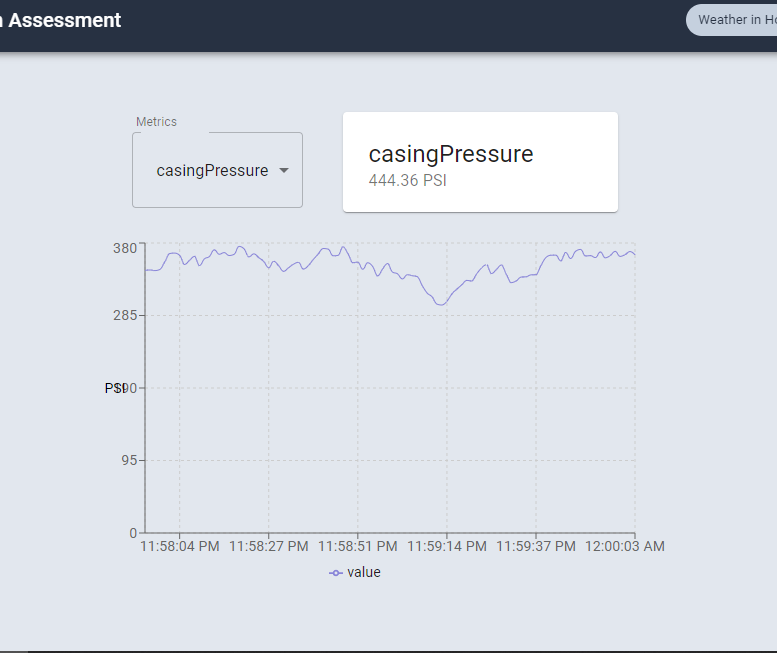 Assessment
Weather in
Metrics
casingPressure
casingPressure
444.36 PSI
380
285
PSI
95
0
11:58:04 PM 11:58:27 PM 11:58:51 PM 11:59:14 PM 11:59:37 PM 12:00:03 AM
value